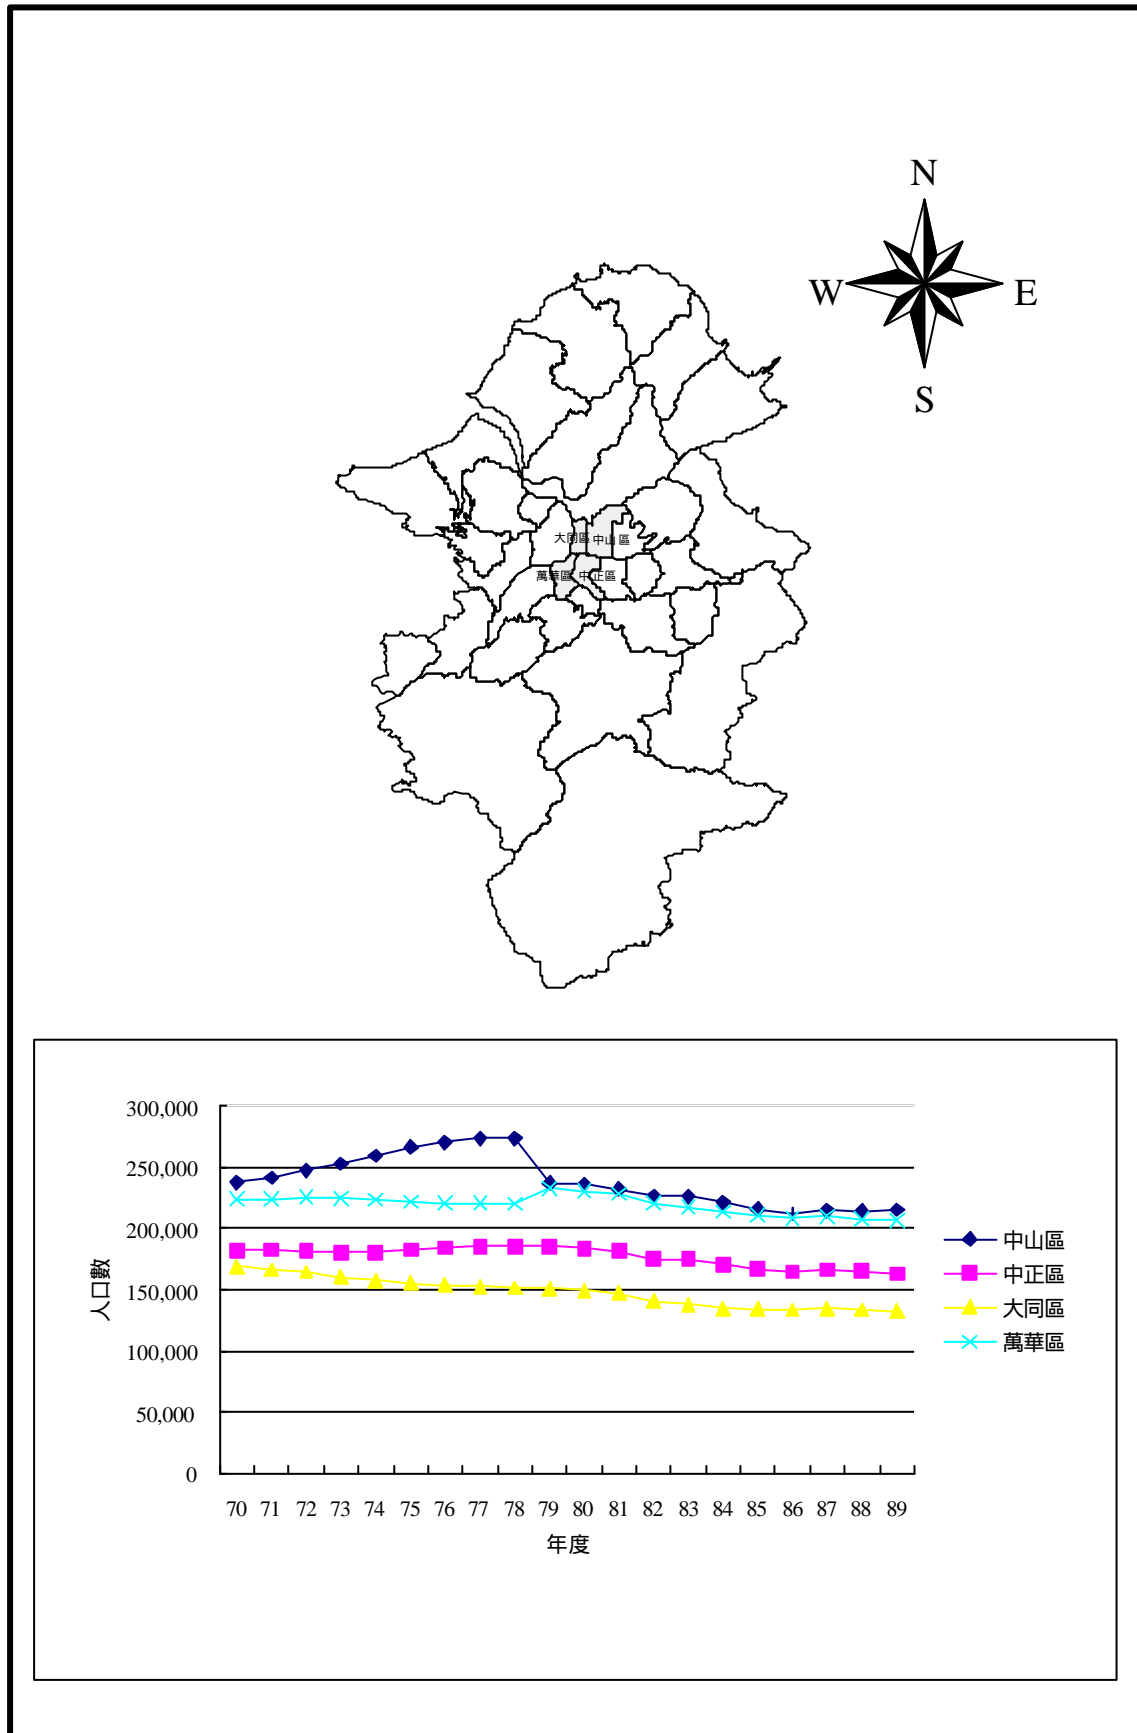 N
W E
S
大同區 中山區
萬華區 中正區
300,000
250,000
200,000
150,000
100,000
50,000
0
人口數
70 71 72 73 74 75 76 77 78 79 80 81 82 83 84 85 86 87 88 89
年度
中山區
中正區
大同區
萬華區